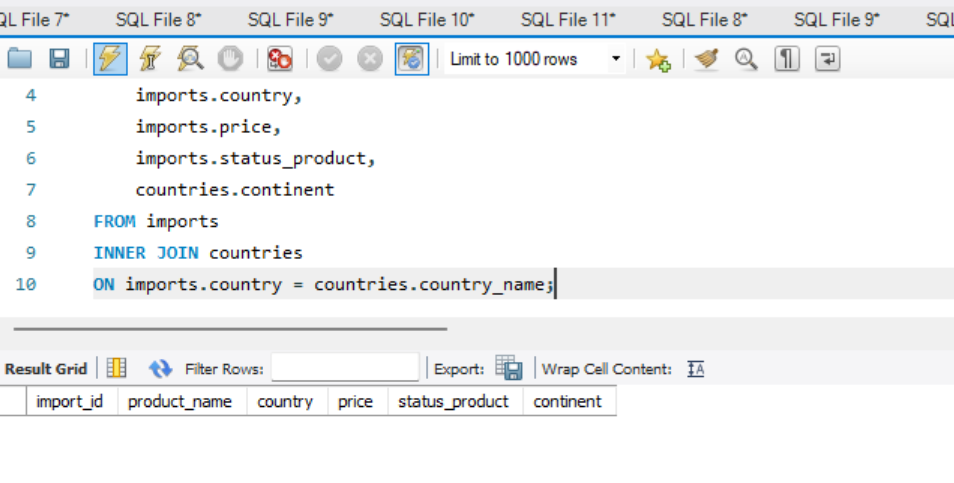 QL File 7* SQL File 8* SQL File 9* SQL File 10* SQL File 11* SQL File 8* SQL File 9* SQL
Limit to 1000 rows
4 imports.country,
5 imports.price,
6 imports.status_product,
7 countries.continent
8 FROM imports
9 INNER JOIN countries
10 ON imports.country = countries.country_name;
Result Grid Filter Rows: Export: Wrap Cell Content: IA
import_id product_name country price status_product continent